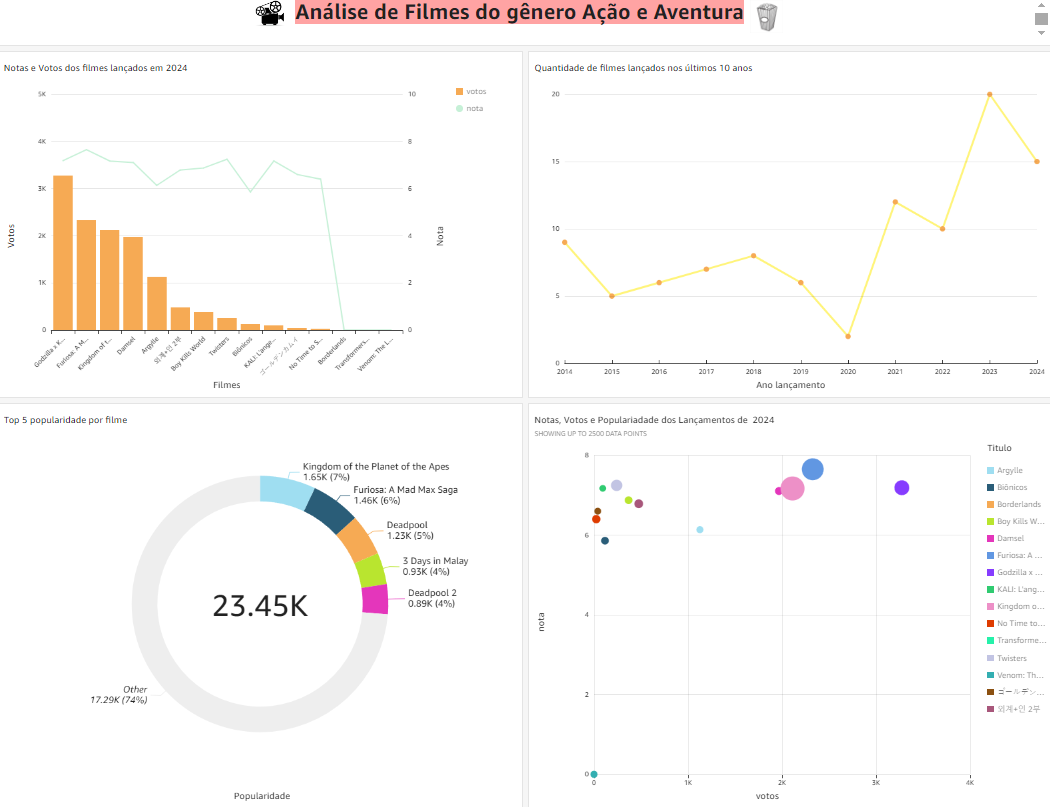 Análise de Filmes do gênero Ação e Aventura
Notas e Votos dos filmes lançados em 2024
5K
4K
3K
2K
1K
0
Votos
10
8
6
4
2
0
Nota
votos
nota
Godzilla x K...
Furiosa: A M...
Kingdom of t...
Damsel
Argylle
외계+인 2부
Boy Kills World
Twisters
Biônicos
KALI: L'ange...
ゴールデンカムイ
No Time to S...
Borderlands
Transformers...
Venom: The L...
Filmes
Quantidade de filmes lançados nos últimos 10 anos
20
15
10
5
0
2014 2015 2016 2017 2018 2019 2020 2021 2022 2023 2024
Ano lançamento
Top 5 popularidade por filme
Kingdom of the Planet of the Apes
1.65K (7%)
Furiosa: A Mad Max Saga
1.46K (6%)
Deadpool
1.23K (5%)
3 Days in Malay
0.93K (4%)
Deadpool 2
0.89K (4%)
23.45K
Other
17.29K (74%)
Popularidade
Notas, Votos e Populariadade dos Lançamentos de 2024
SHOWING UP TO 2500 DATA POINTS
8
6
4
2
0
nota
0 1K 2K 3K 4K
votos
Titulo
Argylle
Biônicos
Borderlands
Boy Kills W...
Damsel
Furiosa: A ...
Godzilla x ...
KALI: L'ang...
Kingdom o...
No Time to...
Transforme...
Twisters
Venom: Th...
ゴールデン...
외계+인 2부